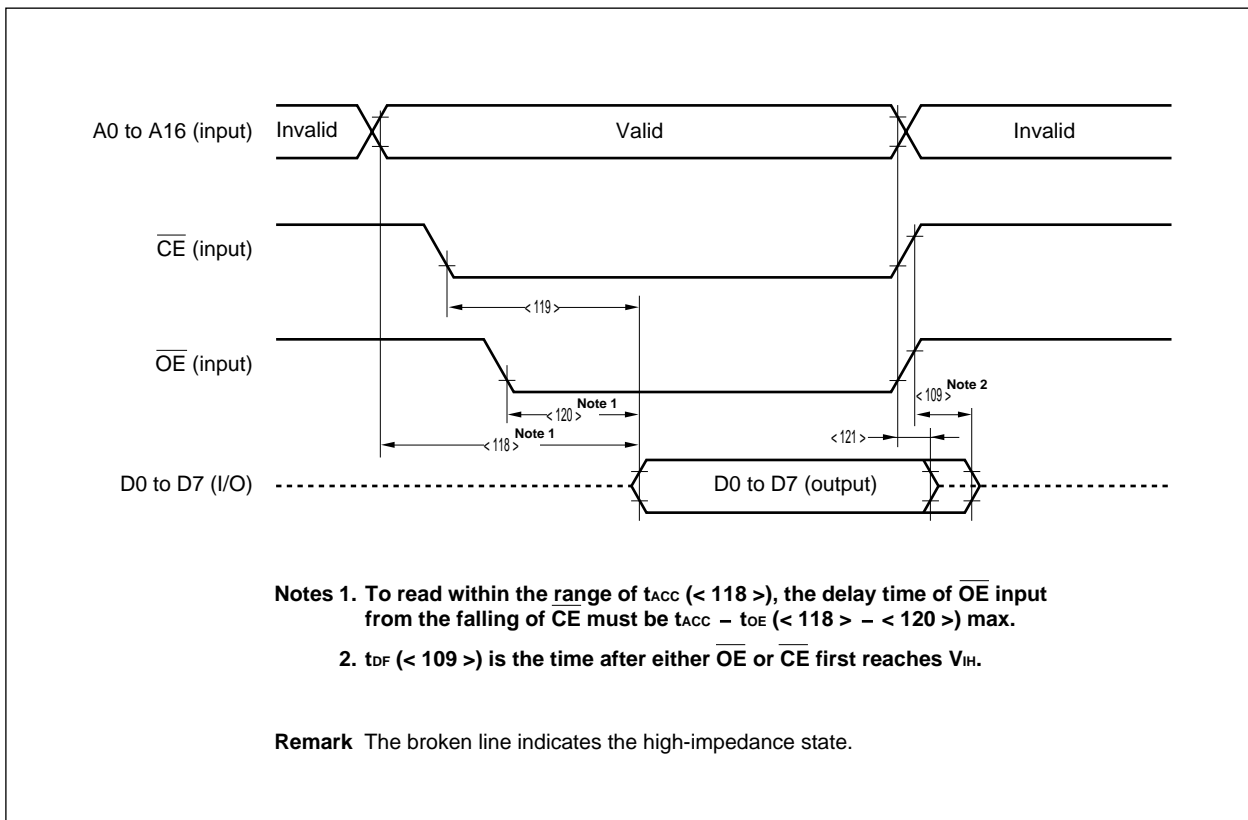 A0 to A16 (input) Invalid Valid Invalid
CE (input)
< 119 >
OE (input)
< 109 > Note 2
< 120 > Note 1
< 118 > Note 1
< 121 >
D0 to D7 (I/O) D0 to D7 (output)
Notes 1. To read within the range of tACC (< 118 >), the delay time of OE input
from the falling of CE must be tACC – tOE (< 118 > – < 120 >) max.
2. tDF (< 109 >) is the time after either OE or CE first reaches VIH.
Remark The broken line indicates the high-impedance state.